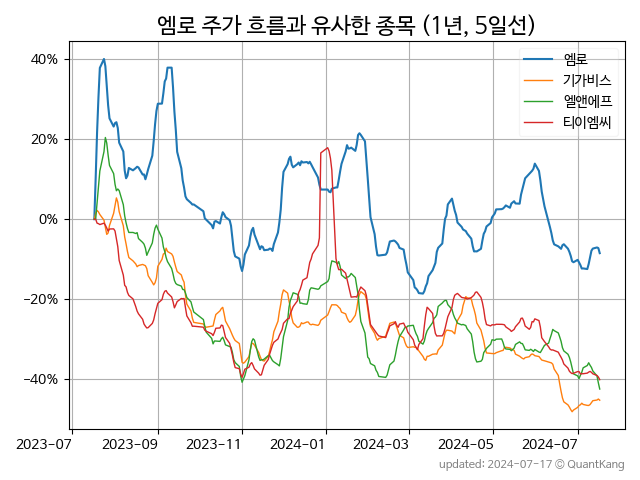 엠로 주가 흐름과 유사한 종목 (1년, 5일선)
엠로
기가비스
엘앤에프
티이엠씨
40%
20%
0%
−20%
−40%
2023-07 2023-09 2023-11 2024-01 2024-03 2024-05 2024-07
updated: 2024-07-17 © QuantKang